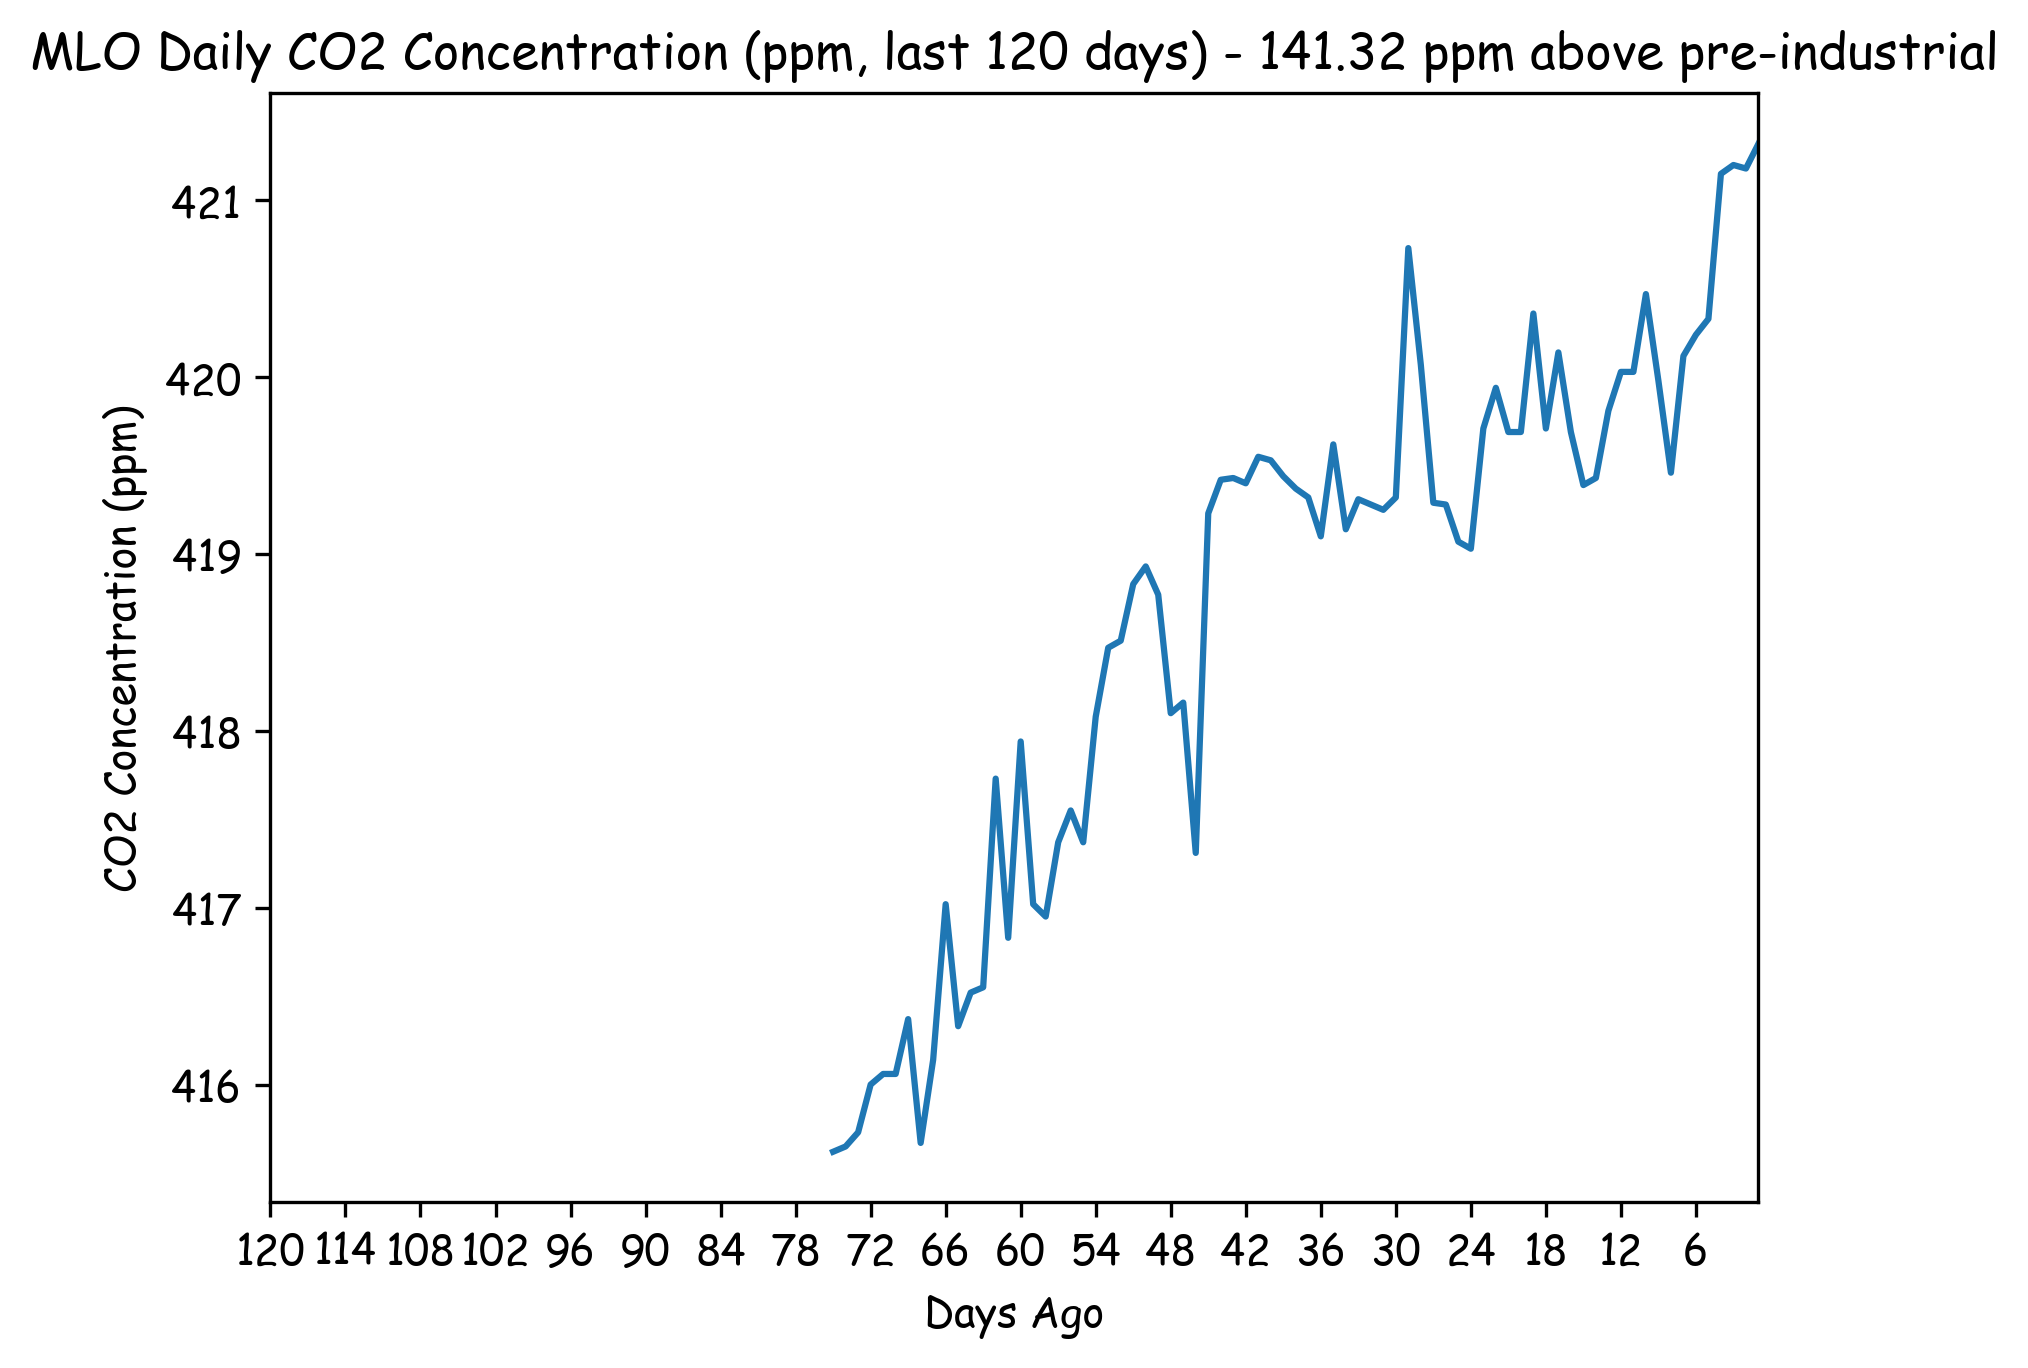 MLO Daily CO2 Concentration (ppm, last 120 days) - 141.32 ppm above pre-industrial
421
420
419
418
417
416
CO2 Concentration (ppm)
120 114 108 102 96 90 84 78 72 66 60 54 48 42 36 30 24 18 12 6
Days Ago